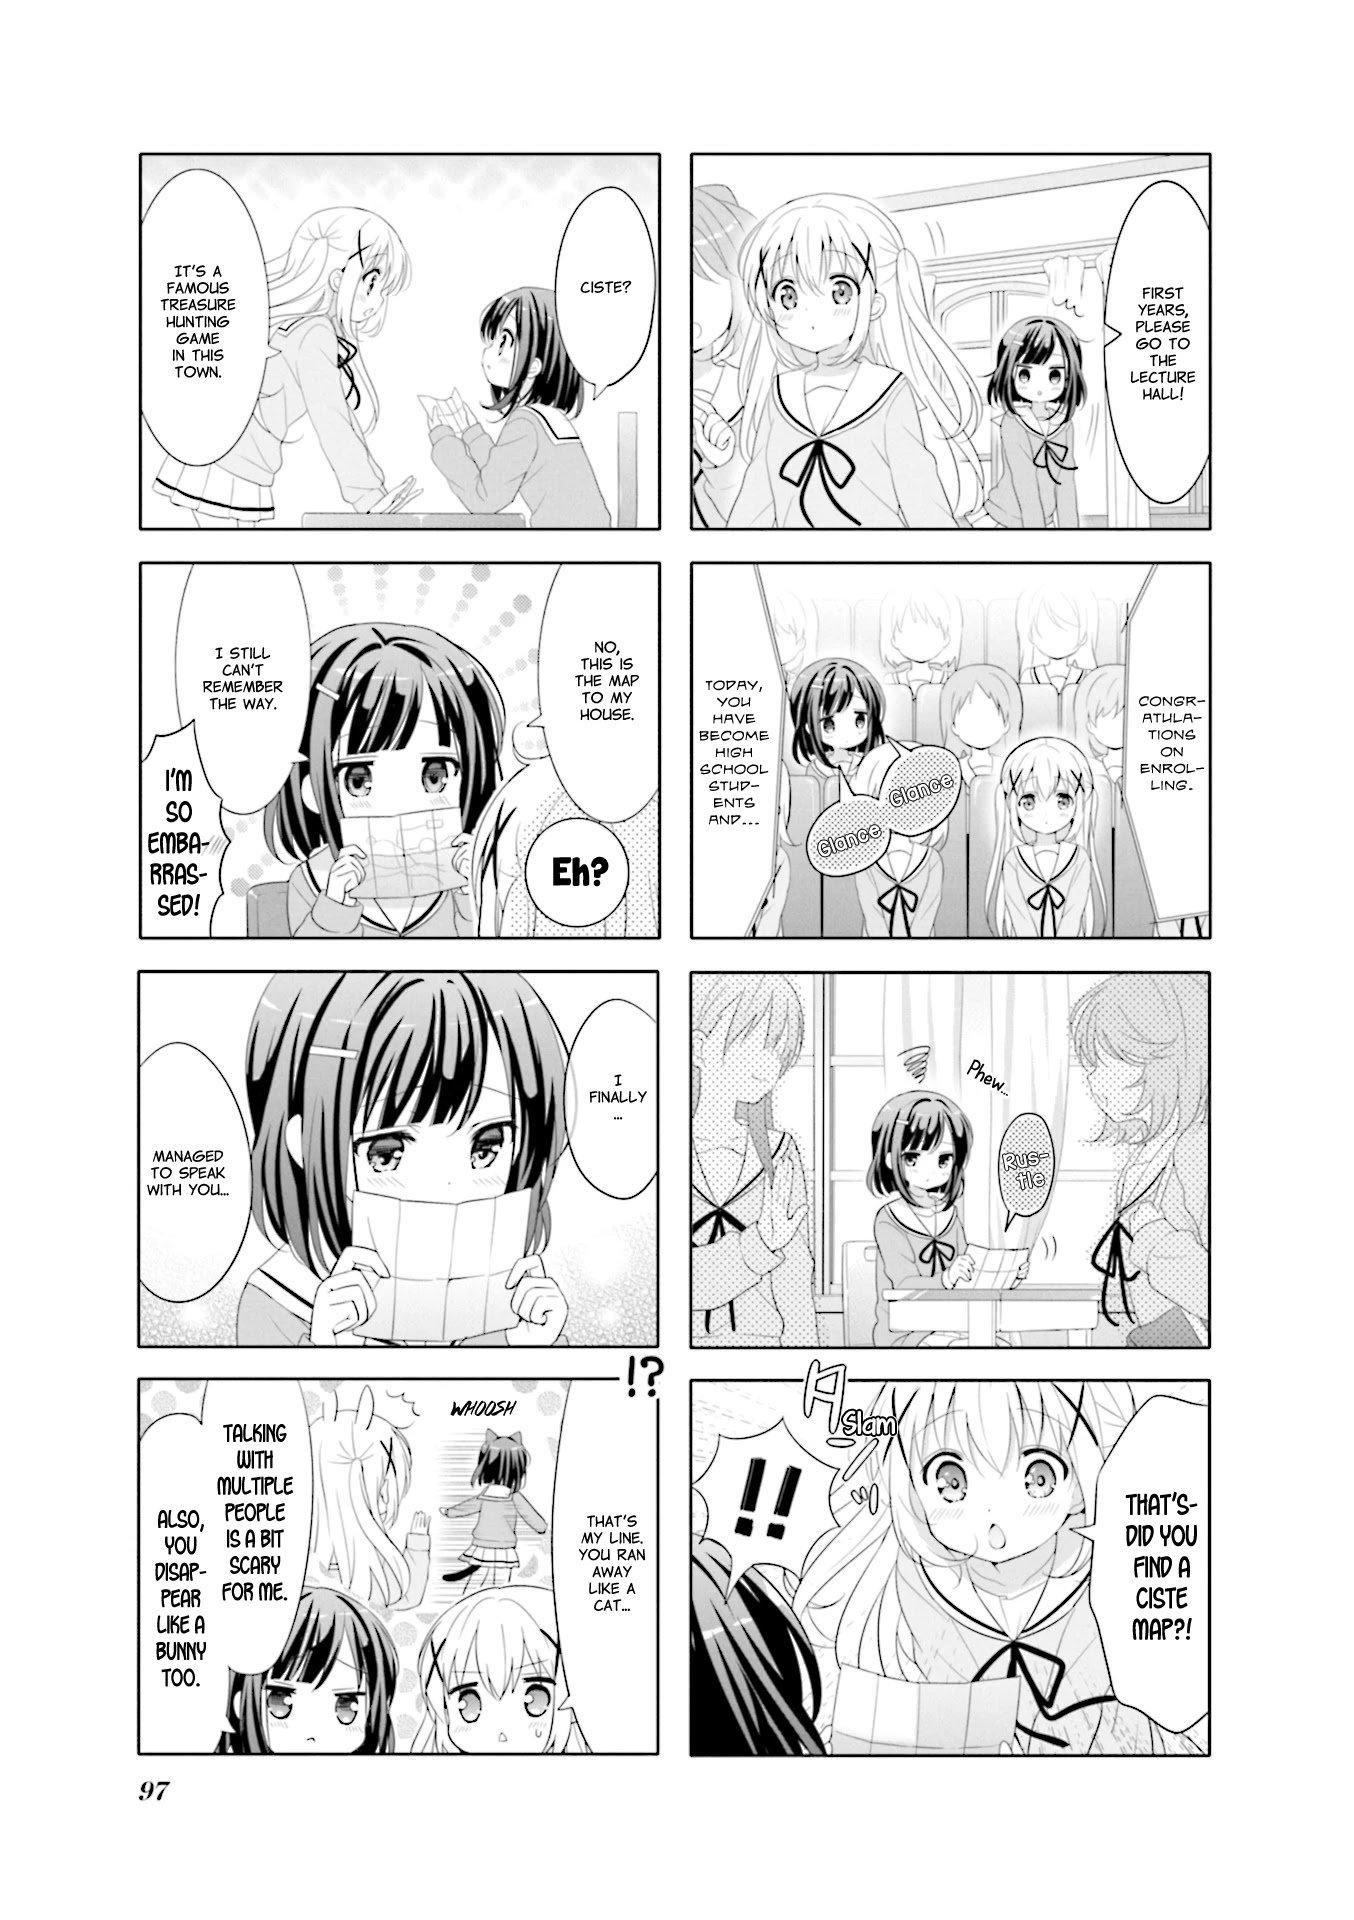 FIRST
YEARS,
PLEASE
GO TO
THE
LECTURE
HALL!
CONGR-
ATULA-
TIONS
ON
ENROL-
LING.
Glance
Glance
TODAY,
YOU
HAVE
BECOME
HIGH
SCHOOL
STUD-
ENTS
AND...
Phew...
Rus-
tle
THAT'S-
DID YOU
FIND A
CISTE
MAP?!
Slam
!!
CISTE?
IT'S A
FAMOUS
TREASURE
HUNTING
GAME
IN THIS
TOWN.
NO,
THIS IS
THE MAP
TO MY
HOUSE.
Eh?
I STILL
CAN'T
REMEMBER
THE WAY.
I'M
SO
EMBA-
RRAS-
SED!
I
FINALLY
...
MANAGED
TO SPEAK
WITH YOU...
!?
THAT'S
MY LINE.
YOU RAN
AWAY
LIKE A
CAT...
WHOOSH
TALKING
WITH
MULTIPLE
PEOPLE
IS A BIT
SCARY
FOR ME.
ALSO,
YOU
DISAP-
PEAR
LIKE A
BUNNY
TOO.
97